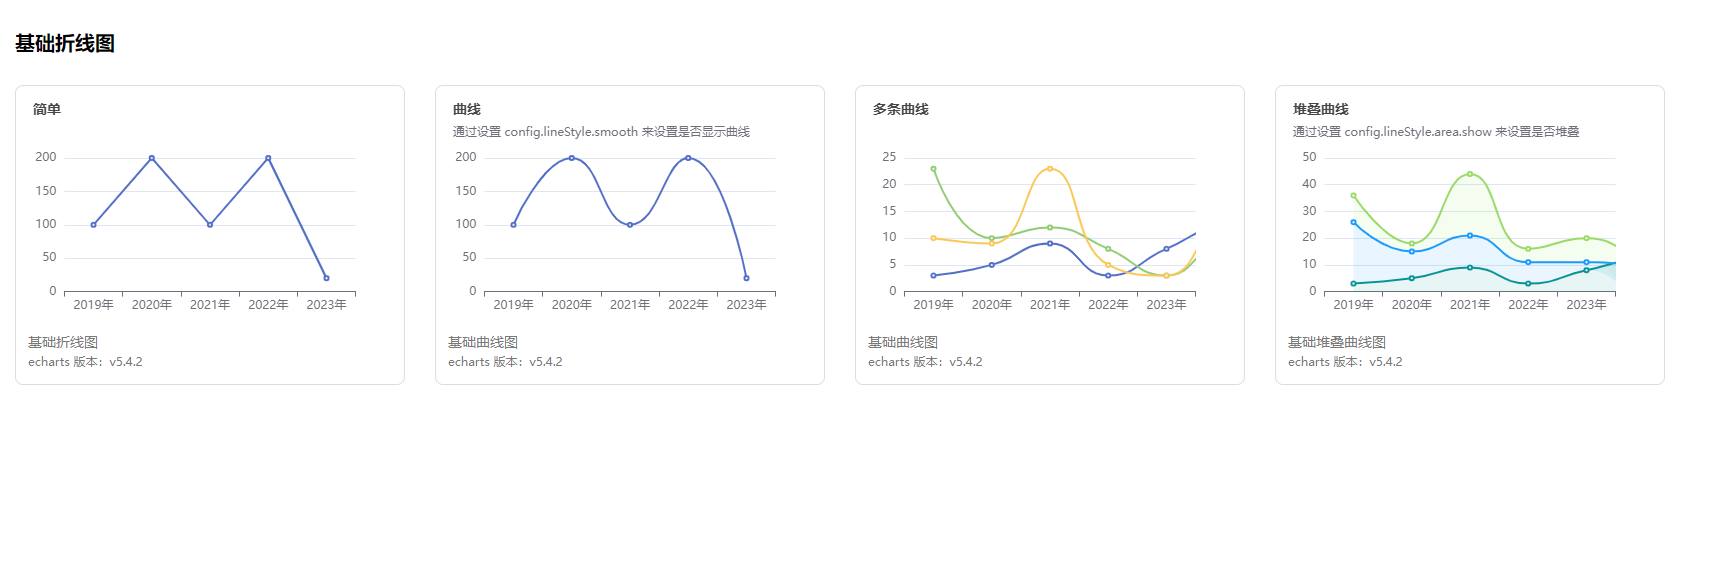 基础折线图
简单
200
150
100
50
0
2019年 2020年 2021年 2022年 2023年
基础折线图
echarts 版本：v5.4.2
曲线
通过设置 config.lineStyle.smooth 来设置是否显示曲线
200
150
100
50
0
2019年 2020年 2021年 2022年 2023年
基础曲线图
echarts 版本：v5.4.2
多条曲线
25
20
15
10
5
0
2019年 2020年 2021年 2022年 2023年
基础曲线图
echarts 版本：v5.4.2
堆叠曲线
通过设置 config.lineStyle.area.show 来设置是否堆叠
50
40
30
20
10
0
2019年 2020年 2021年 2022年 2023年
基础堆叠曲线图
echarts 版本：v5.4.2